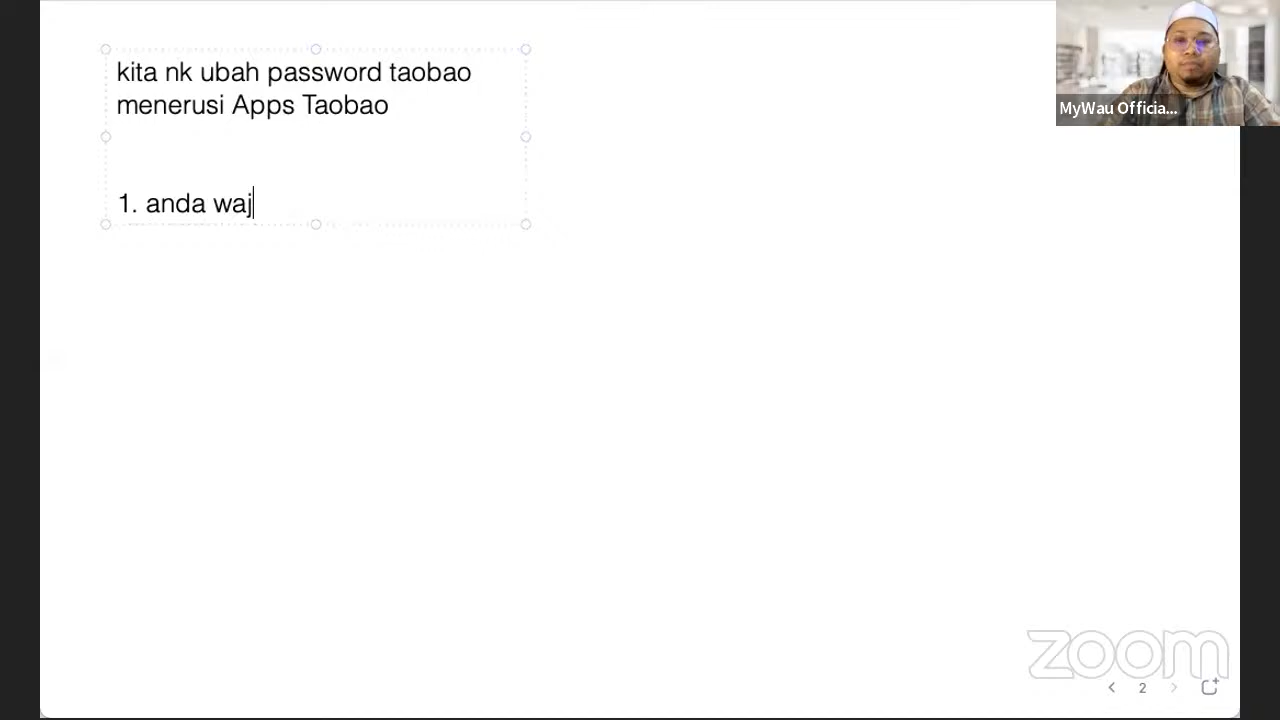 kita nk ubah password taobao
menerusi Apps Taobao
1. anda waj
MyWau Officia...
zoom
2